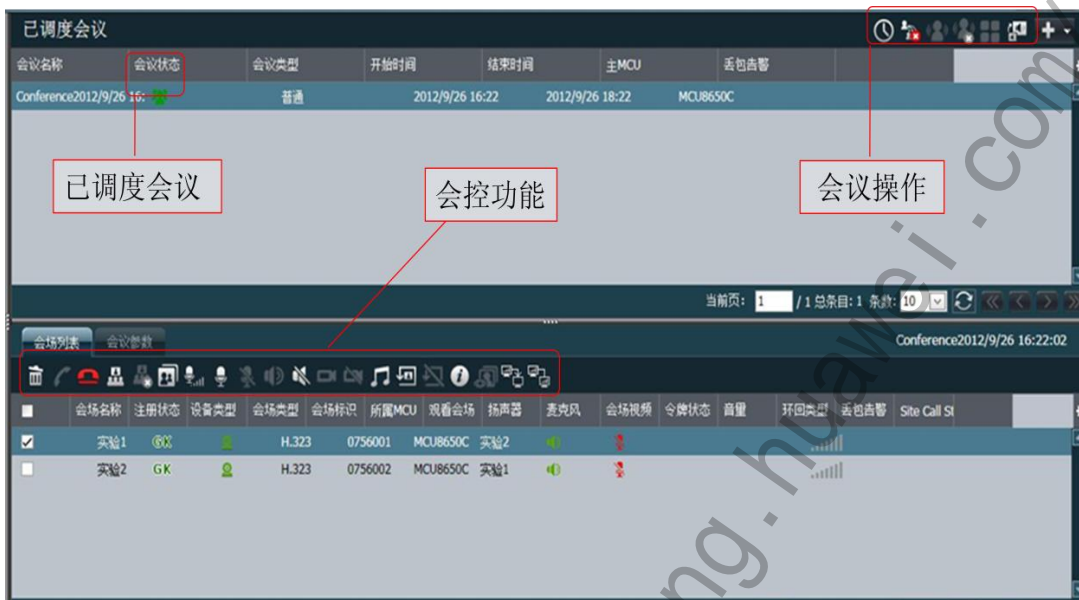 已调度会议
会议名称 会议状态 会议类型 开始时间 结束时间 主MCU 丢包告警
Conference2012/9/26 16: 普通 2012/9/26 16:22 2012/9/26 18:22 MCU8650C
已调度会议 会控功能 会议操作
当前页: 1 / 1 总条目: 1 条数: 10
会场列表 会议参数 Conference2012/9/26 16:22:02
会场名称 注册状态 设备类型 会场类型 会场标识 所属MCU 观看会场 扬声器 麦克风 会场视频 令牌状态 音量 环回类型 丢包告警 Site Call St
实验1 GK H.323 0756001 MCU8650C 实验2
实验2 GK H.323 0756002 MCU8650C 实验1
ng.huawei.com